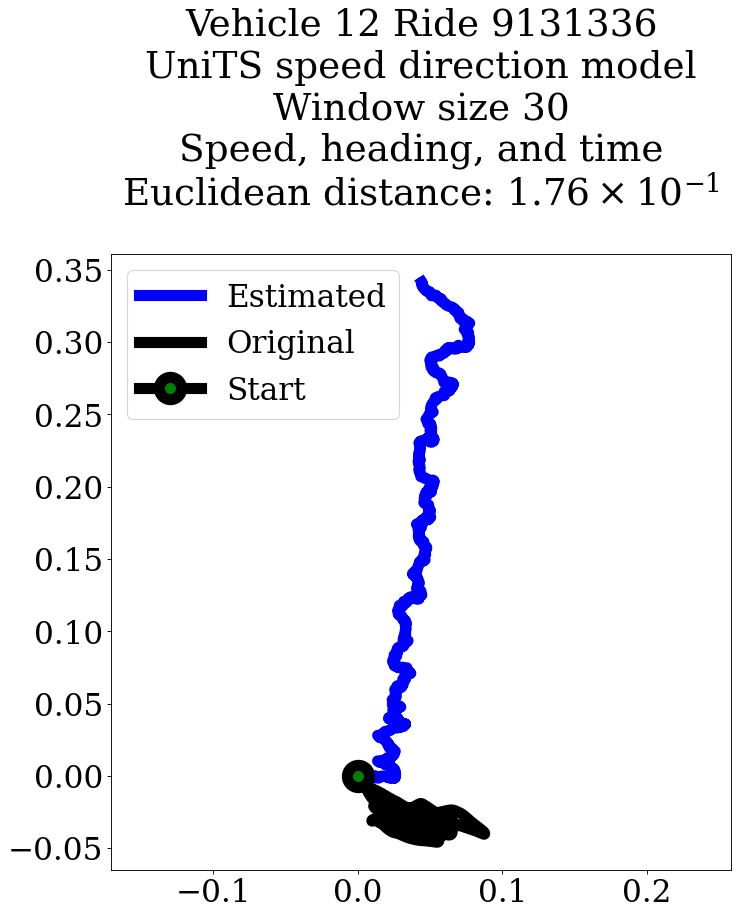 Vehicle 12 Ride 9131336
UniTS speed direction model
Window size 30
Speed, heading, and time
Euclidean distance: 1.76 × 10⁻¹
0.35
0.30
0.25
0.20
0.15
0.10
0.05
0.00
−0.05
Estimated
Original
Start
−0.1
0.0
0.1
0.2